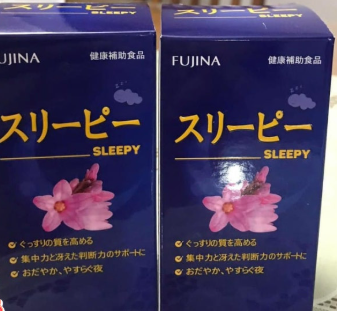 UJINA
健康補助食品
スリーピー
SLEEPY
ぐっすりの質を高める
集中力と冴えた判断力のサポートに
おだやか、やすらぐ夜
FUJINA
健康補助食品
スリーピー
SLEEPY
ぐっすりの質を高める
集中力と冴えた判断力のサポートに
おだやか、やすらぐ夜